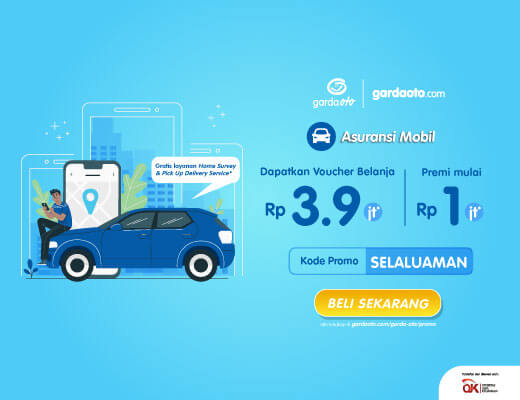 gardaoto
gardaoto.com
Asuransi Mobil
Gratis layanan Home Survey
& Pick Up Delivery Service*
Dapatkan Voucher Belanja
Rp 3.9 jt*
Premi mulai
Rp 1 jt*
Kode Promo SELALUAMAN
BELI SEKARANG
gardaoto.com/garda-oto/promo